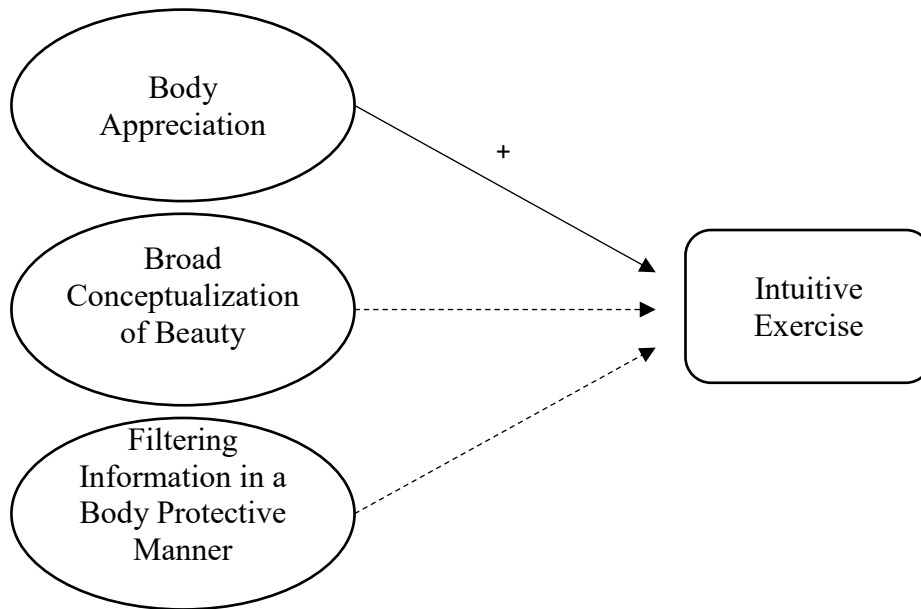 Body
Appreciation
+
Broad
Conceptualization
of Beauty
Intuitive
Exercise
Filtering
Information in a
Body Protective
Manner